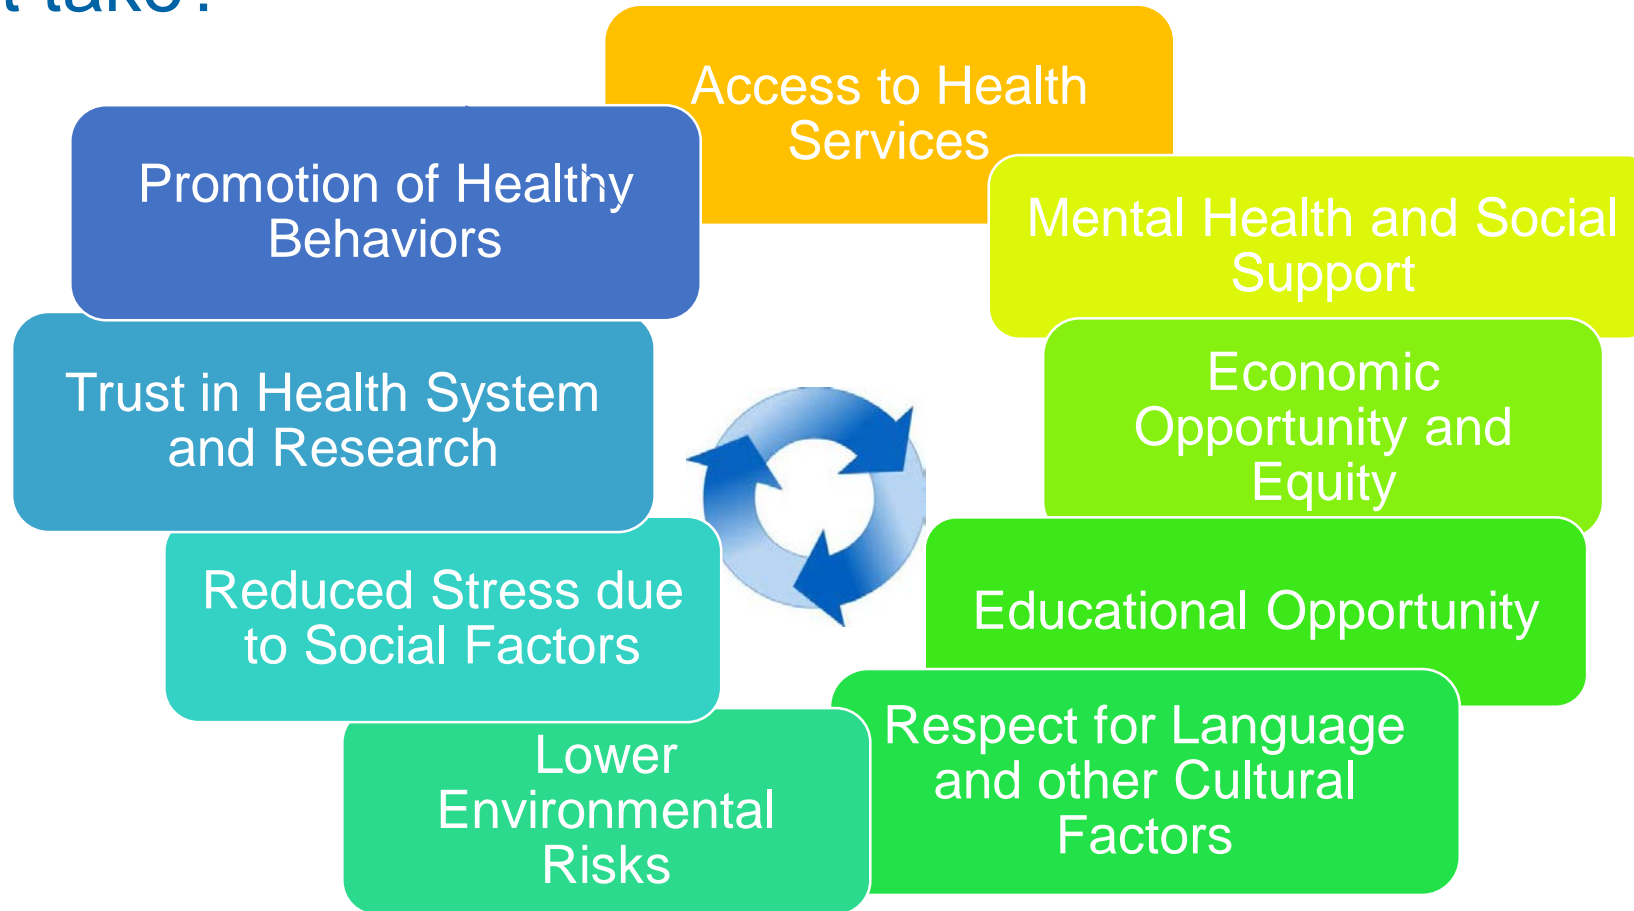 t take?
Access to Health
Services
Mental Health and Social
Support
Economic
Opportunity and
Equity
Educational Opportunity
Respect for Language
and other Cultural
Factors
Lower
Environmental
Risks
Reduced Stress due
to Social Factors
Trust in Health System
and Research
Promotion of Healthy
Behaviors